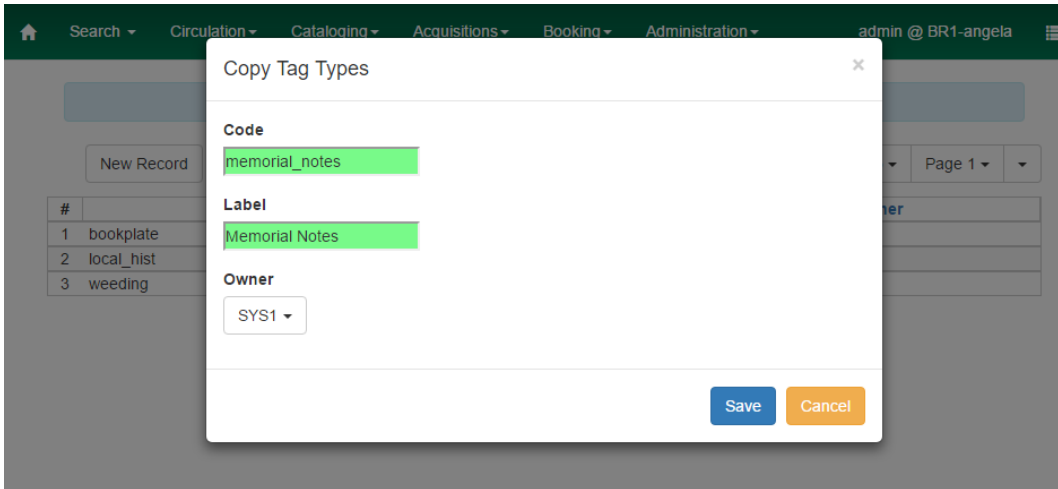 Search Circulation Cataloging Acquisitions Booking Administration admin @ BR1-angela
Copy Tag Types ×
Code
New Record memorial_notes Page 1
Label
# ner
1 bookplate Memorial Notes
2 local_hist
3 weeding Owner
SYS1
Save Cancel